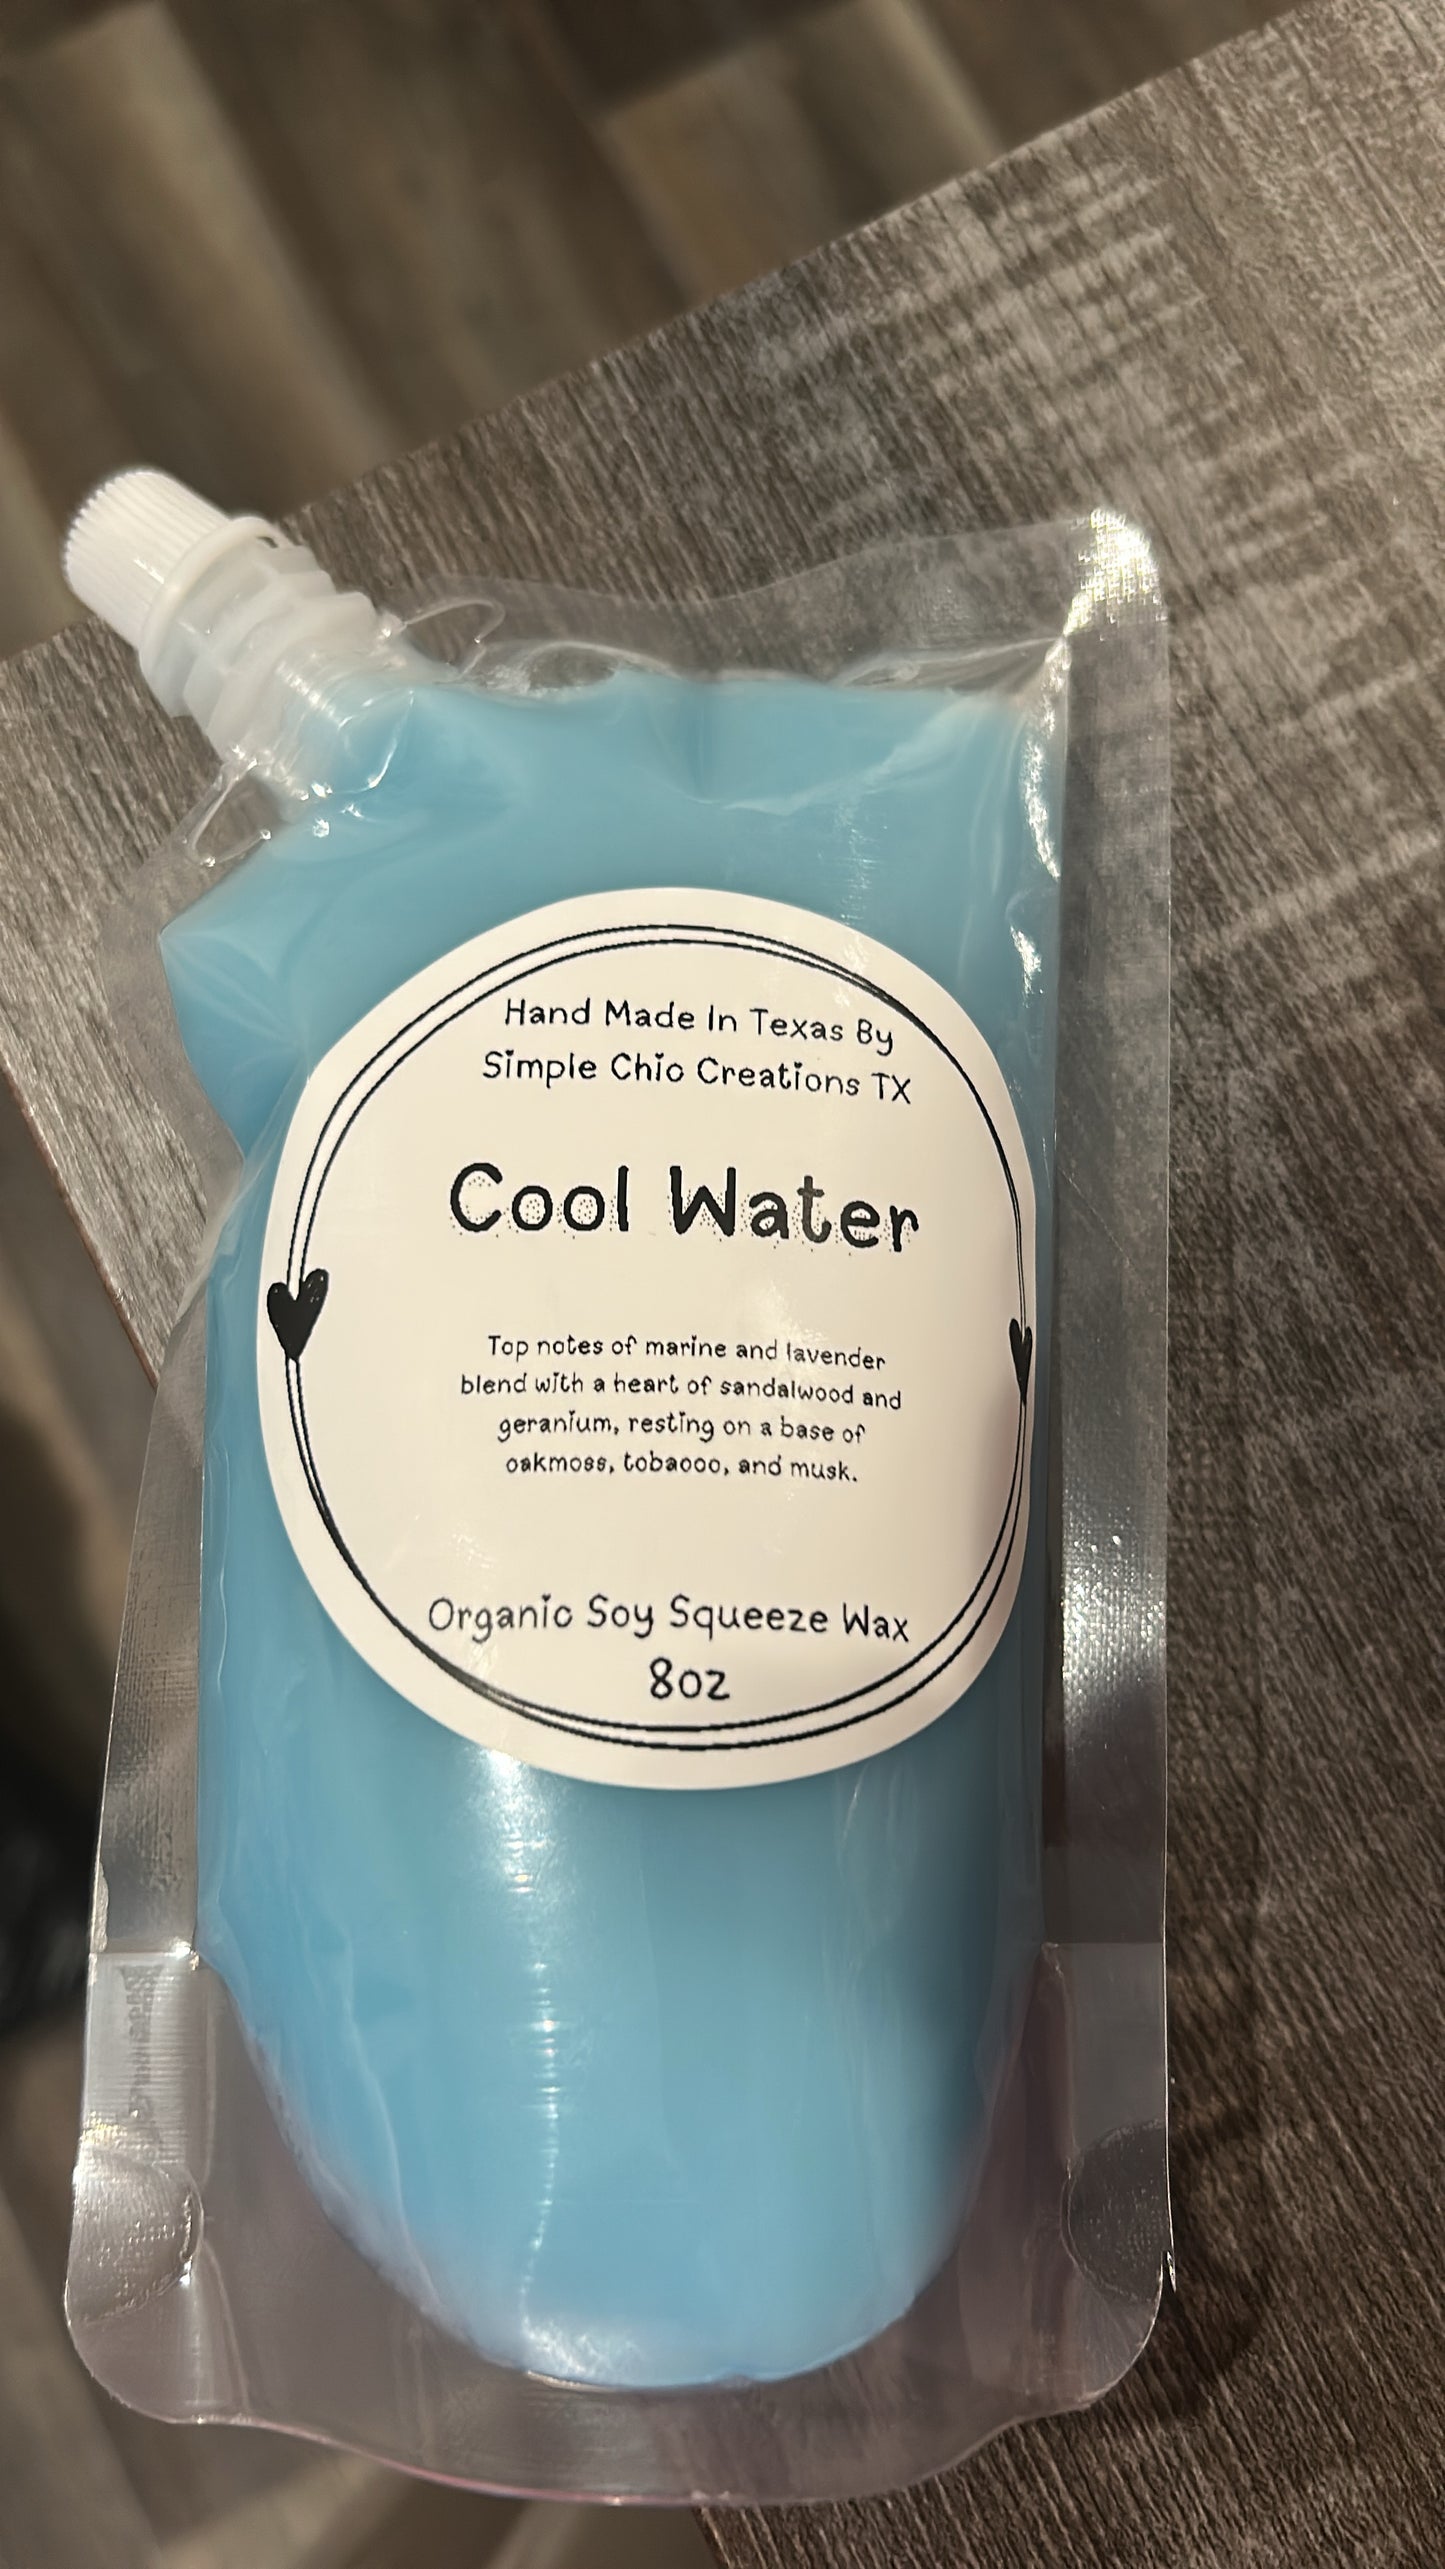 Hand Made In Texas By
Simple Chic Creations TX
Cool Water
Top notes of marine and lavender
blend with a heart of sandalwood and
geranium, resting on a base of
oakmoss, tobacco, and musk.
Organic Soy Squeeze Wax
8oz